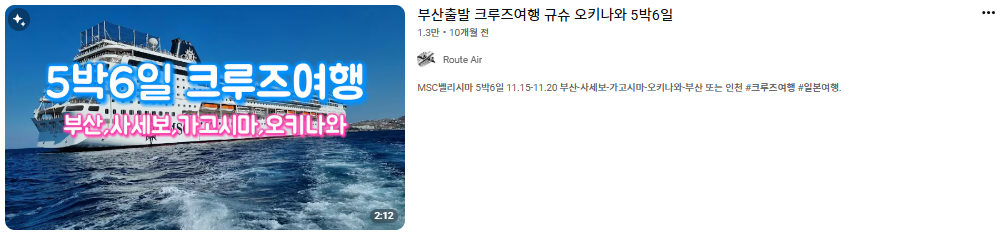 5박6일 크루즈여행
부산,사세보,가고시마,오키나와
2:12
부산출발 크루즈여행 규슈 오키나와 5박6일
1.3만 • 10개월 전
Route Air
MSC벨리시마 5박6일 11.15-11.20 부산-사세보-가고시마-오키나와-부산 또는 인천 #크루즈여행 #일본여행.